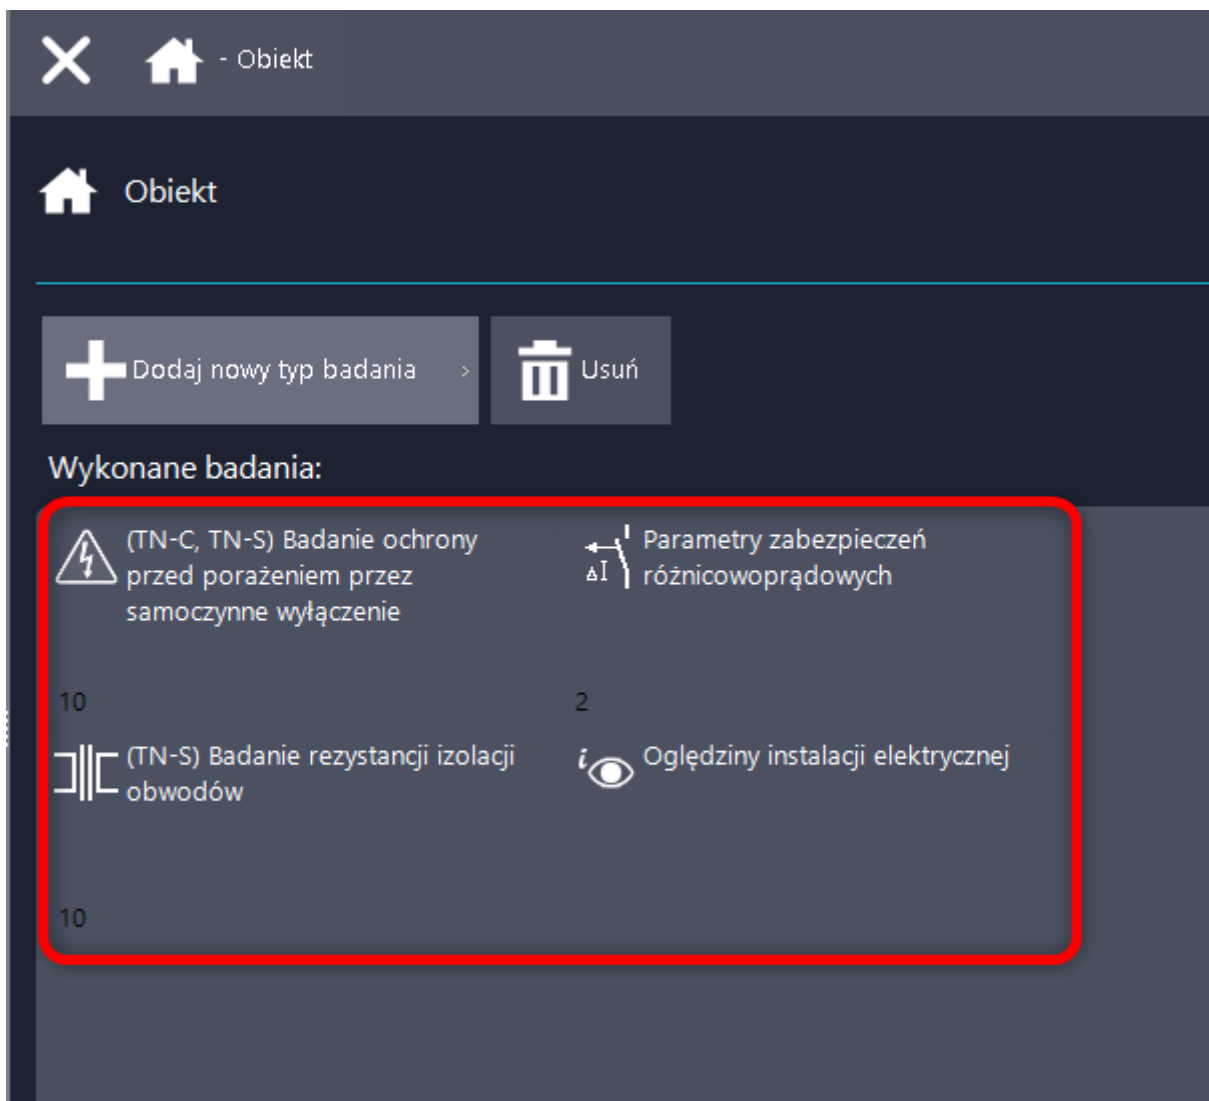 - Obiekt
Obiekt
Dodaj nowy typ badania >
Usuń
Wykonane badania:
(TN-C, TN-S) Badanie ochrony
przed porażeniem przez
samoczynne wyłączenie
10
ΔI
Parametry zabezpieczeń
różnicowoprądowych
2
(TN-S) Badanie rezystancji izolacji
obwodów
10
i
Oględziny instalacji elektrycznej